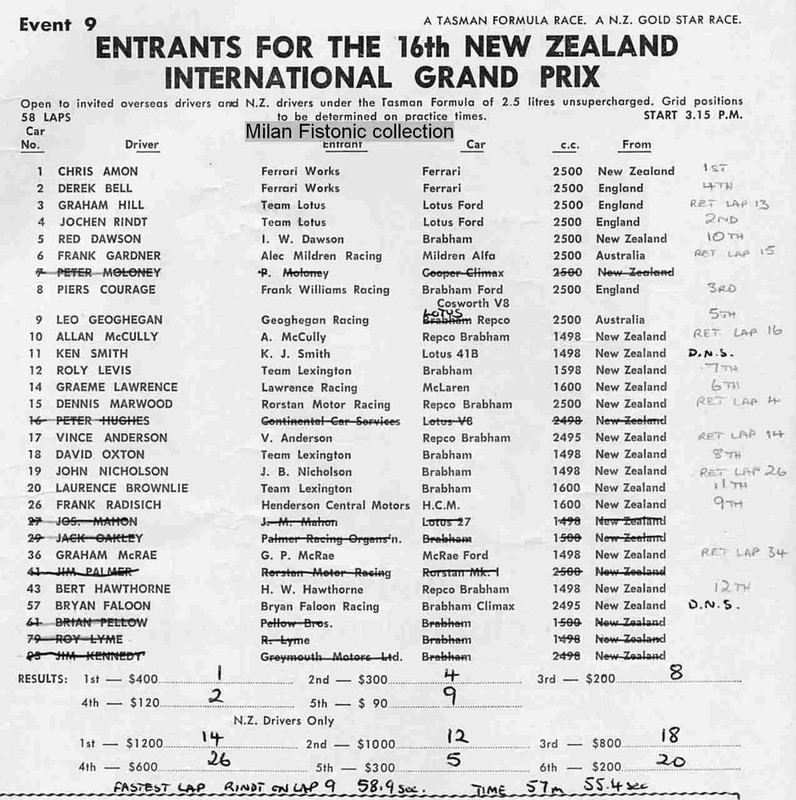 Event 9 A TASMAN FORMULA RACE. A N.Z. GOLD STAR RACE.
ENTRANTS FOR THE 16th NEW ZEALAND
INTERNATIONAL GRAND PRIX
Open to invited overseas drivers and N.Z. drivers under the Tasman Formula of 2.5 litres unsupercharged. Grid positions
58 LAPS to be determined on practice times. START 3.15 P.M.
Milan Fistonic collection
Car
No. Driver Entrant Car c.c. From
1 CHRIS AMON Ferrari Works Ferrari 2500 New Zealand 1ST
2 DEREK BELL Ferrari Works Ferrari 2500 England 4TH
3 GRAHAM HILL Team Lotus Lotus Ford 2500 England RET LAP 13
4 JOCHEN RINDT Team Lotus Lotus Ford 2500 England 2ND
5 RED DAWSON I. W. Dawson Brabham 2500 New Zealand 10TH
6 FRANK GARDNER Alec Mildren Racing Mildren Alfa 2500 Australia RET LAP 15
7 PETER MOLONEY P. Moloney Cooper Climax 2500 New Zealand
8 PIERS COURAGE Frank Williams Racing Brabham Ford 2500 England 3RD
Cosworth V8
LOTUS
9 LEO GEOGHEGAN Geoghegan Racing Brabham Repco 2500 Australia 5TH
10 ALLAN McCULLY A. McCully Repco Brabham 1498 New Zealand RET LAP 16
11 KEN SMITH K. J. Smith Lotus 41B 1498 New Zealand D.N.S.
12 ROLY LEVIS Team Lexington Brabham 1598 New Zealand 7TH
14 GRAEME LAWRENCE Lawrence Racing McLaren 1600 New Zealand 6TH
15 DENNIS MARWOOD Rorstan Motor Racing Repco Brabham 2500 New Zealand RET LAP 4
16 PETER HUGHES Continental Car Services Lotus V8 2498 New Zealand
17 VINCE ANDERSON V. Anderson Repco Brabham 2495 New Zealand RET LAP 14
18 DAVID OXTON Team Lexington Brabham 1498 New Zealand 8TH
19 JOHN NICHOLSON J. B. Nicholson Brabham 1498 New Zealand RET LAP 26
20 LAURENCE BROWNLIE Team Lexington Brabham 1600 New Zealand 11TH
26 FRANK RADISICH Henderson Central Motors H.C.M. 1600 New Zealand 9TH
27 JOS. MAHON J. M. Mahon Lotus 27 1498 New Zealand
29 JACK OAKLEY Palmer Racing Organs'n. Brabham 1500 New Zealand
36 GRAHAM McRAE G. P. McRae McRae Ford 1498 New Zealand RET LAP 34
41 JIM PALMER Rorstan Motor Racing Rorstan Mk. I 2500 New Zealand
43 BERT HAWTHORNE H. W. Hawthorne Repco Brabham 1498 New Zealand 12TH
57 BRYAN FALOON Bryan Faloon Racing Brabham Climax 2495 New Zealand D.N.S.
61 BRIAN PELLOW Pellow Bros. Brabham 1500 New Zealand
79 ROY LYME R. Lyme Brabham 1498 New Zealand
JIM KENNEDY Greymouth Motors Ltd. Brabham 2498 New Zealand
RESULTS: 1st — $400 1 2nd — $300 4 3rd — $200 8
4th — $120 2 5th — $ 90 9
N.Z. Drivers Only
1st — $1200 14 2nd — $1000 12 3rd — $800 18
4th — $600 26 5th — $300 5 6th — $200 20
FASTEST LAP RINDT ON LAP 9 58.9 sec. TIME 57m 55.4 sec